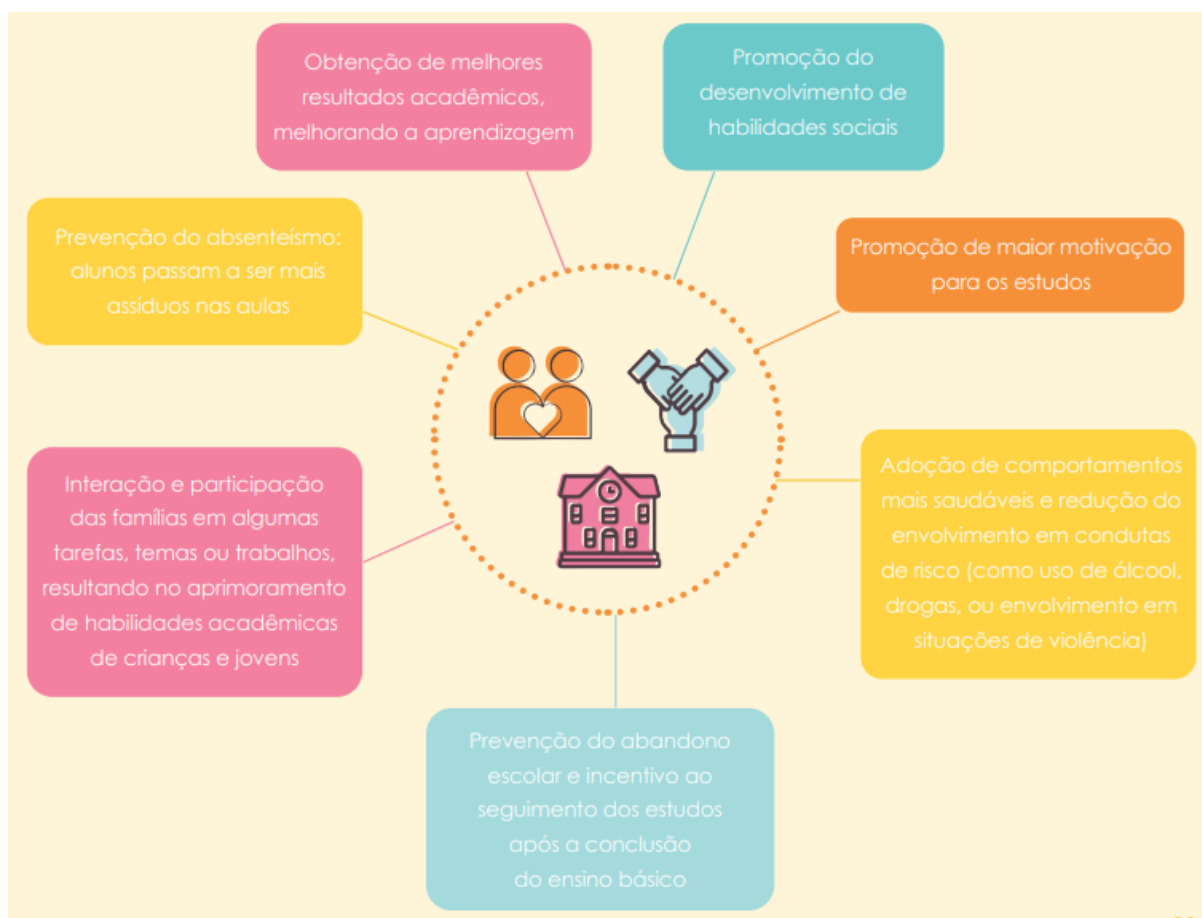 Obtenção de melhores
resultados acadêmicos,
melhorando a aprendizagem
Promoção do
desenvolvimento de
habilidades sociais
Prevenção do absenteísmo:
alunos passam a ser mais
assíduos nas aulas
Promoção de maior motivação
para os estudos
Interação e participação
das famílias em algumas
tarefas, temas ou trabalhos,
resultando no aprimoramento
de habilidades acadêmicas
de crianças e jovens
Adoção de comportamentos
mais saudáveis e redução do
envolvimento em condutas
de risco (como uso de álcool,
drogas, ou envolvimento em
situações de violência)
Prevenção do abandono
escolar e incentivo ao
seguimento dos estudos
após a conclusão
do ensino básico